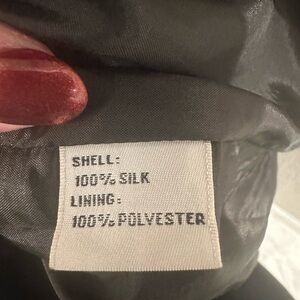 SHELL:
100% SILK
LINING:
100% POLYESTER